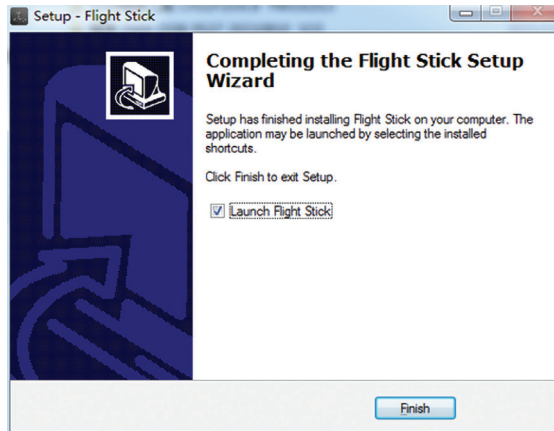 Setup - Flight Stick
Completing the Flight Stick Setup
Wizard
Setup has finished installing Flight Stick on your computer. The
application may be launched by selecting the installed
shortcuts.
Click Finish to exit Setup.
Launch Flight Stick
Finish